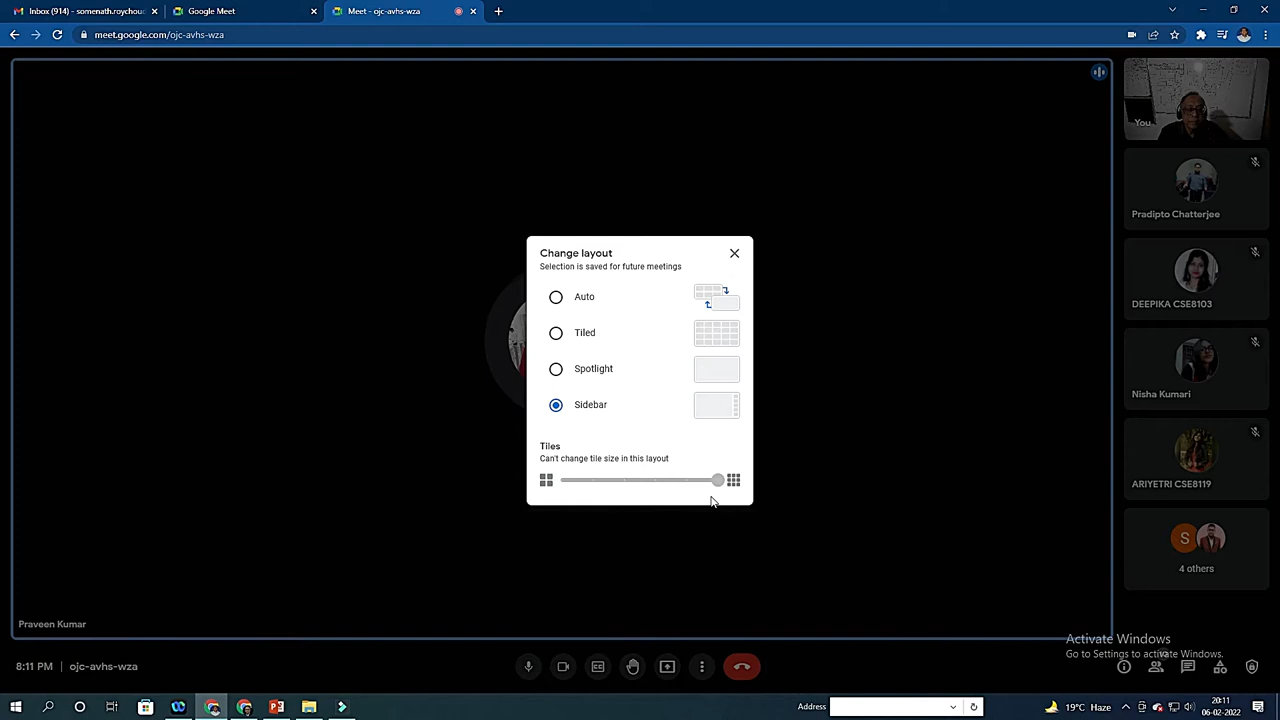 Inbox (914) - somenath.roychouc
Google Meet
Meet - ojc-avhs-wza
meet.google.com/ojc-avhs-wza
You
Pradipto Chatterjee
DEEPIKA CSE8103
Nisha Kumari
ARIYETRI CSE8119
S
4 others
Change layout
Selection is saved for future meetings
Auto
Tiled
Spotlight
Sidebar
Tiles
Can't change tile size in this layout
Praveen Kumar
Activate Windows
Go to Settings to activate Windows.
8:11 PM | ojc-avhs-wza
Address
19°C Haze
20:11
06-02-2022